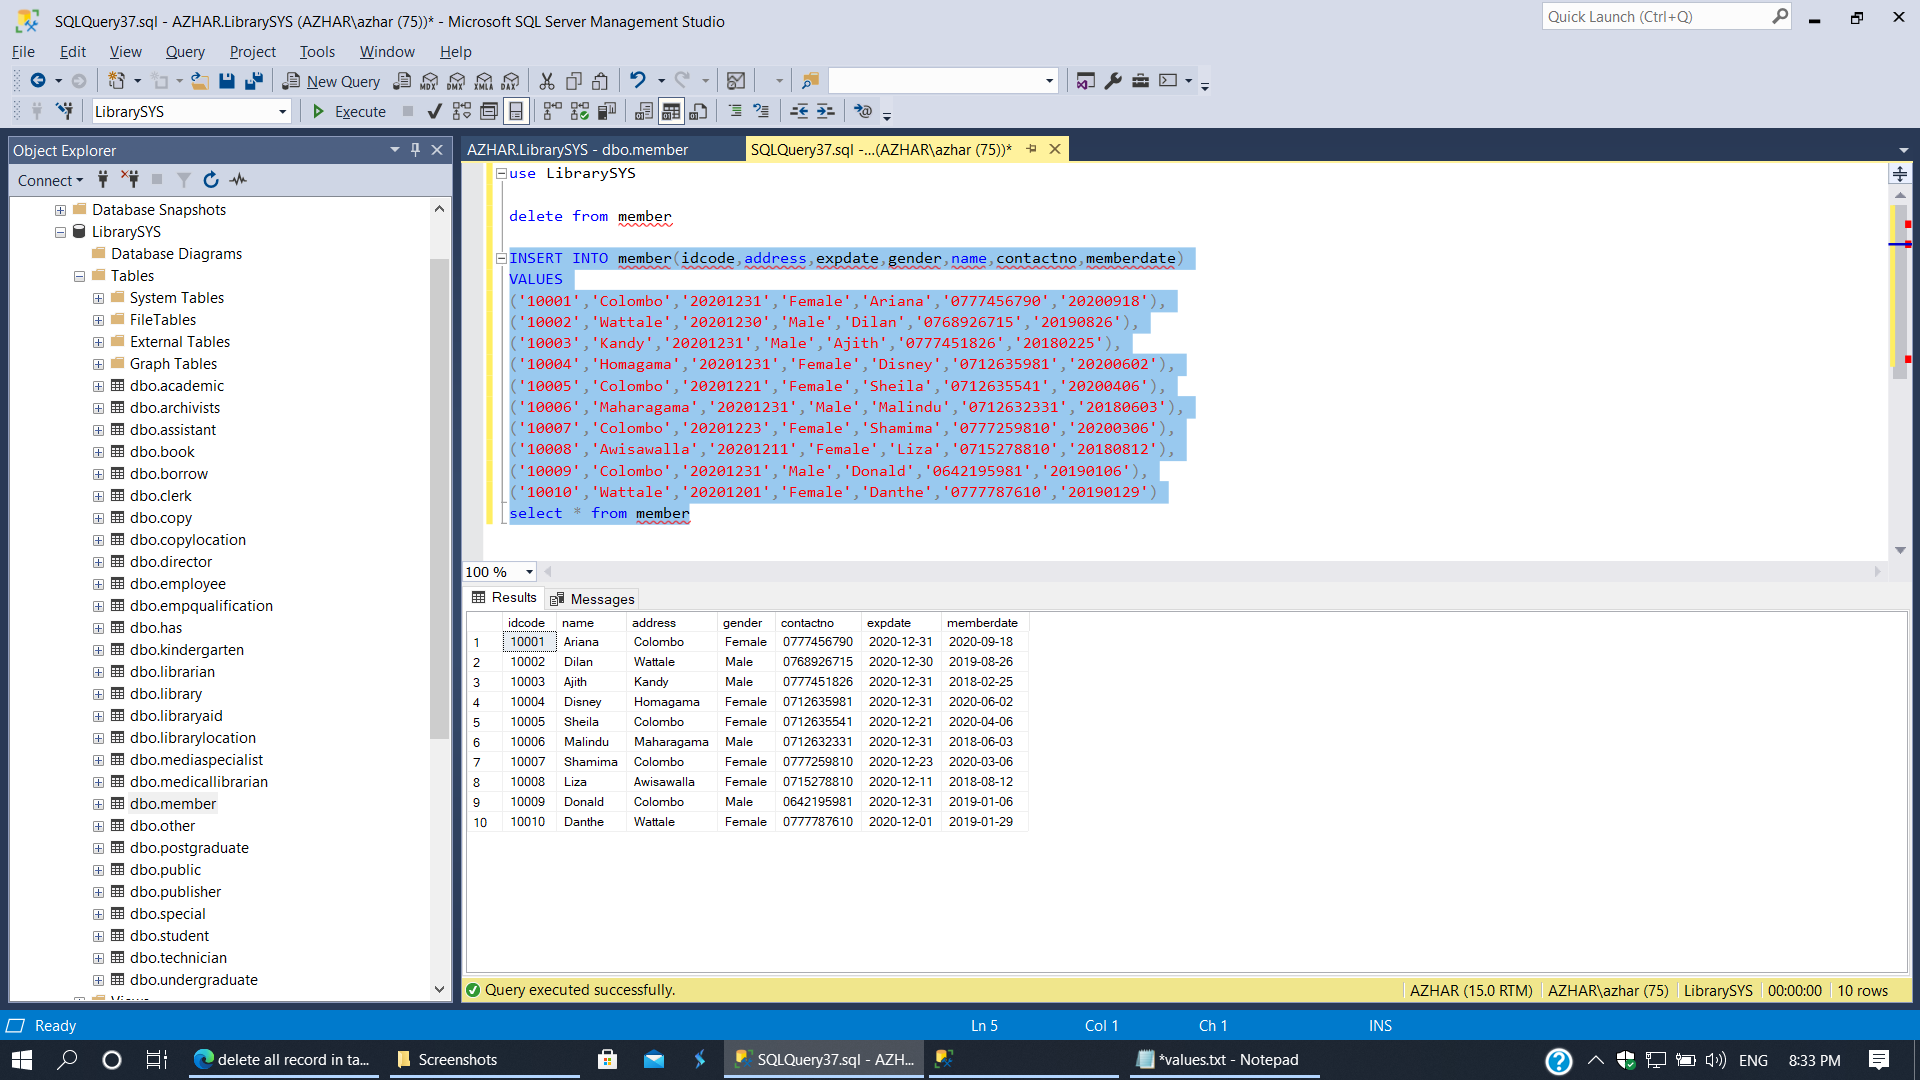 SQLQuery37.sql - AZHAR.LibrarySYS (AZHAR\azhar (75))* - Microsoft SQL Server Management Studio
Quick Launch (Ctrl+Q)
File Edit View Query Project Tools Window Help
New Query MDX DMX XMLA DAX
LibrarySYS Execute
Object Explorer
Connect
Database Snapshots
LibrarySYS
Database Diagrams
Tables
System Tables
FileTables
External Tables
Graph Tables
dbo.academic
dbo.archivists
dbo.assistant
dbo.book
dbo.borrow
dbo.clerk
dbo.copy
dbo.copylocation
dbo.director
dbo.employee
dbo.empqualification
dbo.has
dbo.kindergarten
dbo.librarian
dbo.library
dbo.libraryaid
dbo.librarylocation
dbo.mediaspecialist
dbo.medicallibrarian
dbo.member
dbo.other
dbo.postgraduate
dbo.public
dbo.publisher
dbo.special
dbo.student
dbo.technician
dbo.undergraduate
Views
AZHAR.LibrarySYS - dbo.member SQLQuery37.sql -...(AZHAR\azhar (75))*
use LibrarySYS
delete from member
INSERT INTO member(idcode,address,expdate,gender,name,contactno,memberdate)
VALUES
('10001','Colombo','20201231','Female','Ariana','0777456790','20200918'),
('10002','Wattale','20201230','Male','Dilan','0768926715','20190826'),
('10003','Kandy','20201231','Male','Ajith','0777451826','20180225'),
('10004','Homagama','20201231','Female','Disney','0712635981','20200602'),
('10005','Colombo','20201221','Female','Sheila','0712635541','20200406'),
('10006','Maharagama','20201231','Male','Malindu','0712632331','20180603'),
('10007','Colombo','20201223','Female','Shamima','0777259810','20200306'),
('10008','Awisawalla','20201211','Female','Liza','0715278810','20180812'),
('10009','Colombo','20201231','Male','Donald','0642195981','20190106'),
('10010','Wattale','20201201','Female','Danthe','0777787610','20190129')
select * from member
100 %
Results Messages
idcode name address gender contactno expdate memberdate
1 10001 Ariana Colombo Female 0777456790 2020-12-31 2020-09-18
2 10002 Dilan Wattale Male 0768926715 2020-12-30 2019-08-26
3 10003 Ajith Kandy Male 0777451826 2020-12-31 2018-02-25
4 10004 Disney Homagama Female 0712635981 2020-12-31 2020-06-02
5 10005 Sheila Colombo Female 0712635541 2020-12-21 2020-04-06
6 10006 Malindu Maharagama Male 0712632331 2020-12-31 2018-06-03
7 10007 Shamima Colombo Female 0777259810 2020-12-23 2020-03-06
8 10008 Liza Awisawalla Female 0715278810 2020-12-11 2018-08-12
9 10009 Donald Colombo Male 0642195981 2020-12-31 2019-01-06
10 10010 Danthe Wattale Female 0777787610 2020-12-01 2019-01-29
Query executed successfully. AZHAR (15.0 RTM) AZHAR\azhar (75) LibrarySYS 00:00:00 10 rows
Ready Ln 5 Col 1 Ch 1 INS
delete all record in ta... Screenshots SQLQuery37.sql - AZH... *values.txt - Notepad ENG 8:33 PM